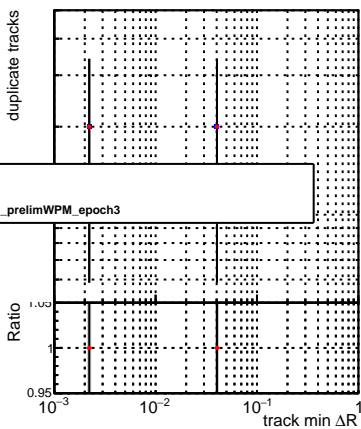 duplicate tracks
_prelimWPM_epoch3
1.05
Ratio
1
0.95
10⁻³ 10⁻² 10⁻¹ 1
track min ΔR